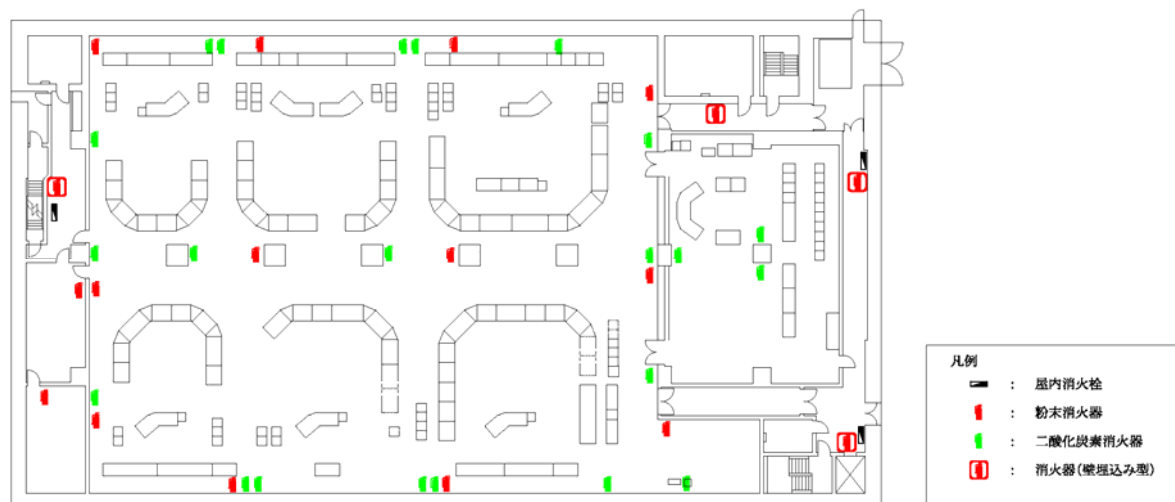 凡例
： 屋内消火栓
： 粉末消火器
： 二酸化炭素消火器
： 消火器(壁埋込み型)